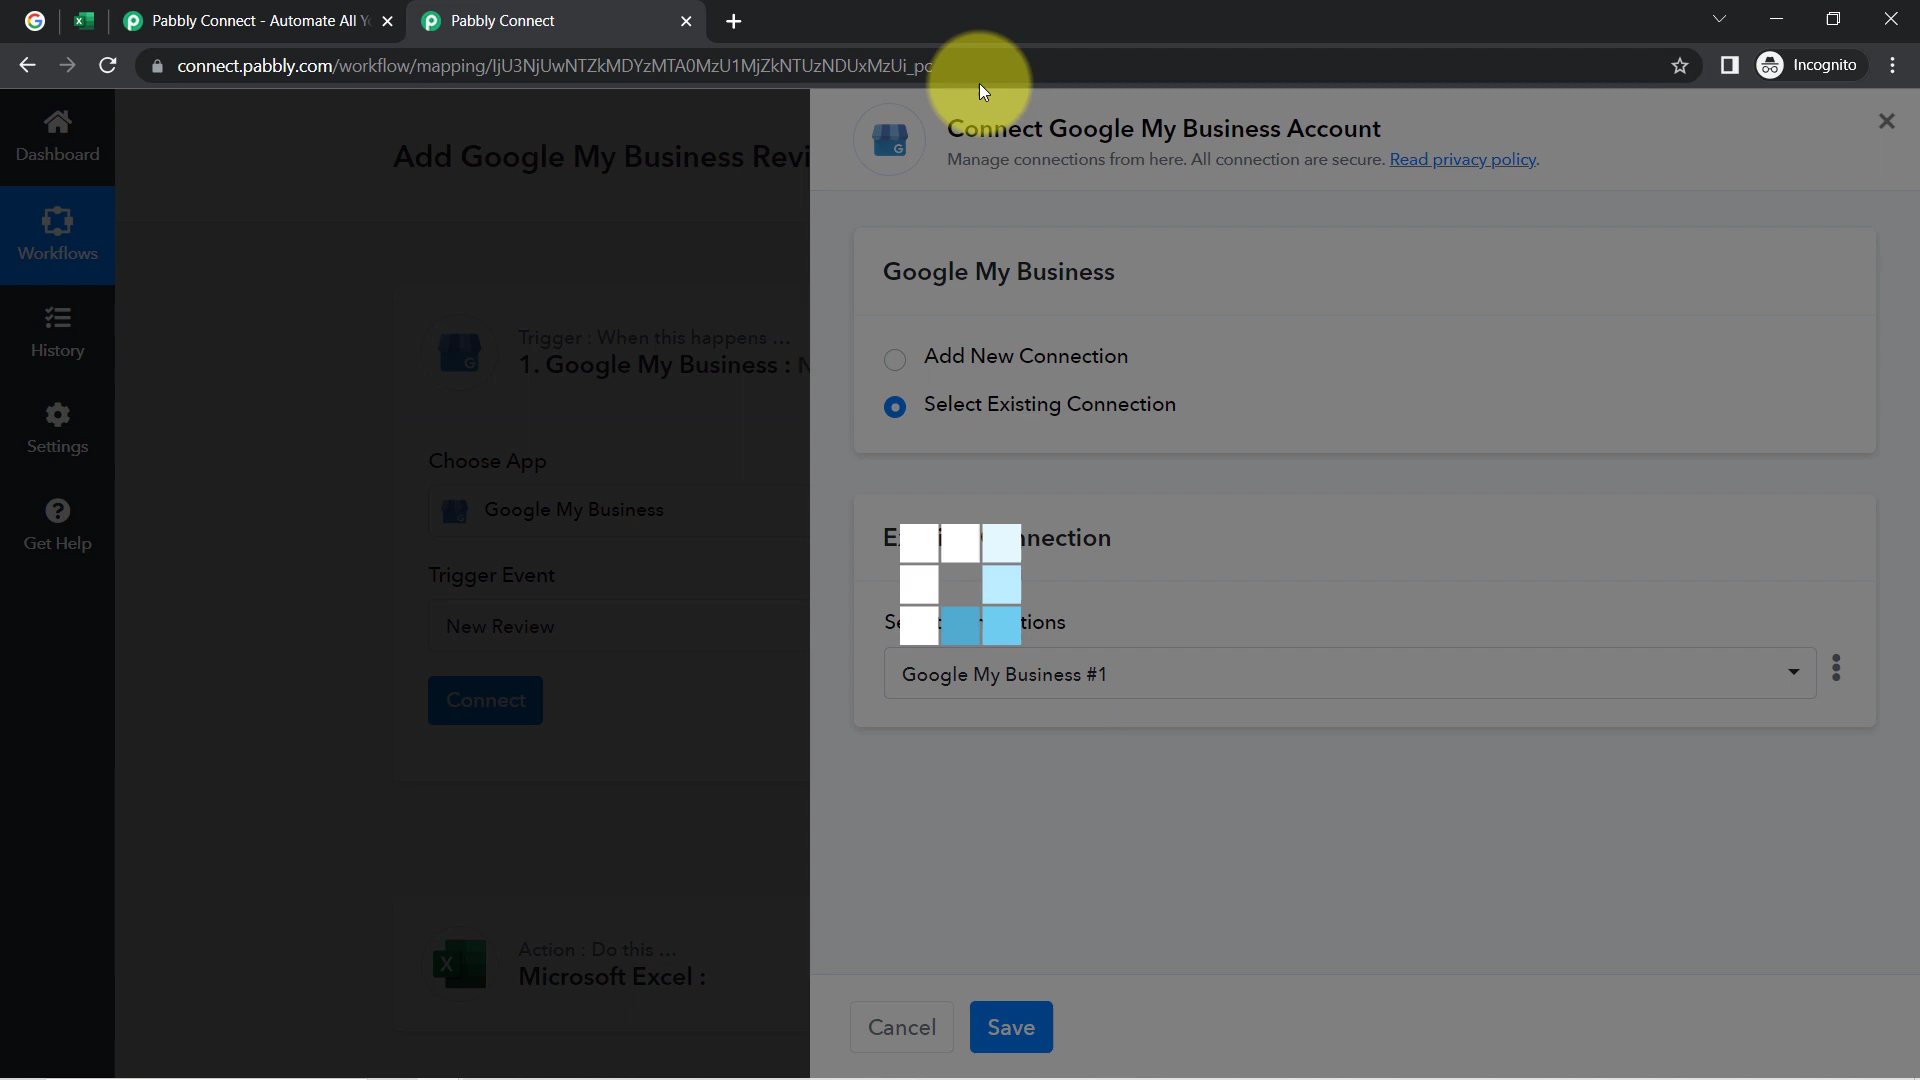 Pabbly Connect - Automate All
Pabbly Connect
connect.pabbly.com/workflow/mapping/IjU3NjUwNTZkMDYzMTA0MzU1MjZkNTUzNDUxMzUi_pc
Incognito
Dashboard
Workflows
History
Settings
Get Help
Add Google My Business Revi
Trigger : When this happens ...
1. Google My Business : N
Choose App
Google My Business
Trigger Event
New Review
Connect
Action : Do this ...
Microsoft Excel :
Connect Google My Business Account
Manage connections from here. All connection are secure. Read privacy policy.
Google My Business
Add New Connection
Select Existing Connection
nnection
tions
Google My Business #1
Cancel
Save